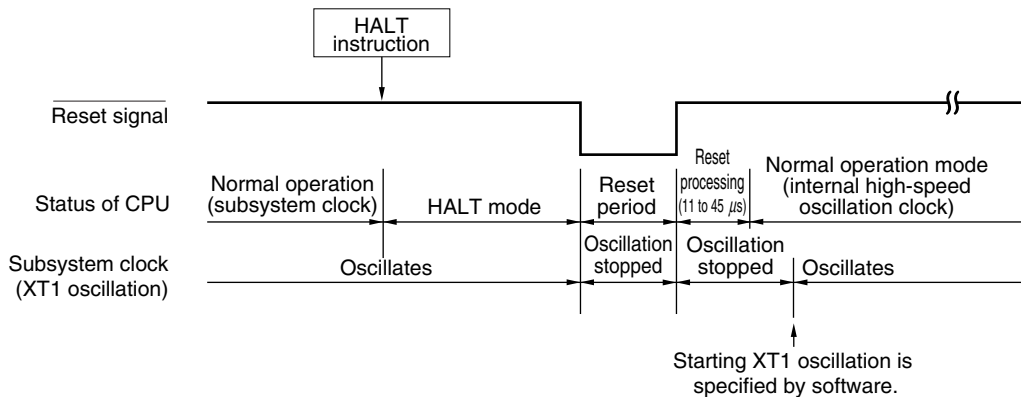 HALT
instruction
Reset signal
Status of CPU
Normal operation
(subsystem clock)
HALT mode
Reset
period
Reset
processing
(11 to 45 μs)
Normal operation mode
(internal high-speed
oscillation clock)
Subsystem clock
(XT1 oscillation)
Oscillates
Oscillation
stopped
Oscillation
stopped
Oscillates
Starting XT1 oscillation is
specified by software.